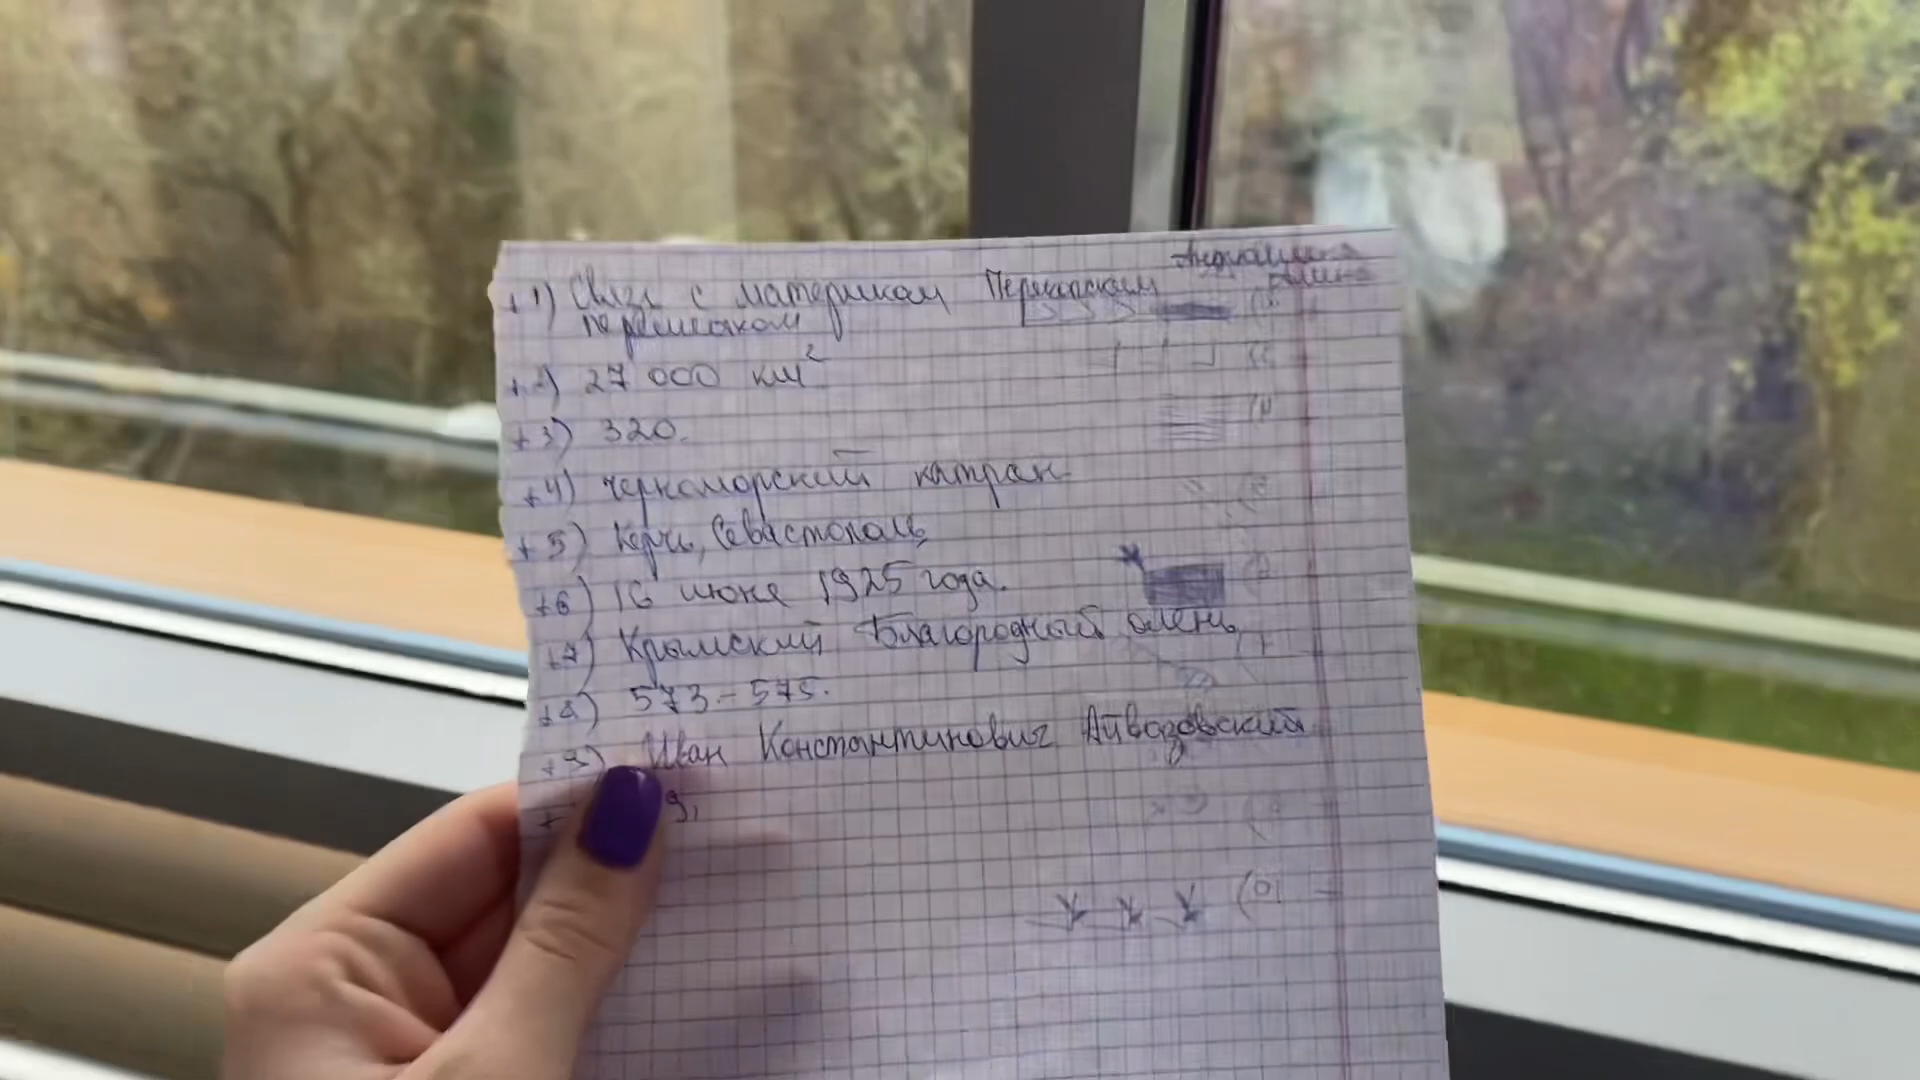 +1) Связь с материком Перекопским
перешейком
+2) 27 000 км²
+3) 320.
+4) черноморский катран
+5) Керчь, Севастополь
+6) 16 июня 1925 года.
+7) Крымский благородный олень
+8) 573 - 575.
+9) Иван Константинович Айвазовский
+ 9,